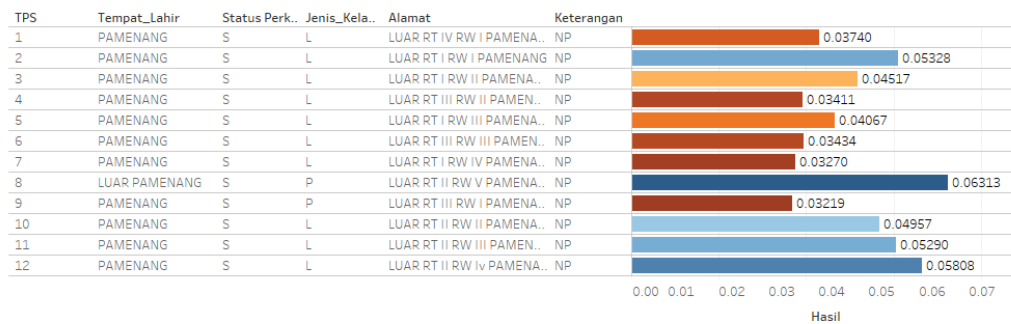 TPS Tempat_Lahir Status Perk.. Jenis_Kela.. Alamat Keterangan
1 PAMENANG S L LUAR RT IV RW I PAMENA.. NP 0.03740
2 PAMENANG S L LUAR RT I RW I PAMENANG NP 0.05328
3 PAMENANG S L LUAR RT I RW II PAMENA.. NP 0.04517
4 PAMENANG S L LUAR RT III RW II PAMEN.. NP 0.03411
5 PAMENANG S L LUAR RT I RW III PAMENA.. NP 0.04067
6 PAMENANG S L LUAR RT III RW III PAMEN.. NP 0.03434
7 PAMENANG S L LUAR RT I RW IV PAMENA.. NP 0.03270
8 LUAR PAMENANG S P LUAR RT II RW V PAMENA.. NP 0.06313
9 PAMENANG S P LUAR RT III RW I PAMENA.. NP 0.03219
10 PAMENANG S L LUAR RT II RW II PAMENA.. NP 0.04957
11 PAMENANG S L LUAR RT II RW III PAMEN.. NP 0.05290
12 PAMENANG S L LUAR RT II RW Iv PAMENA.. NP 0.05808
0.00 0.01 0.02 0.03 0.04 0.05 0.06 0.07
Hasil